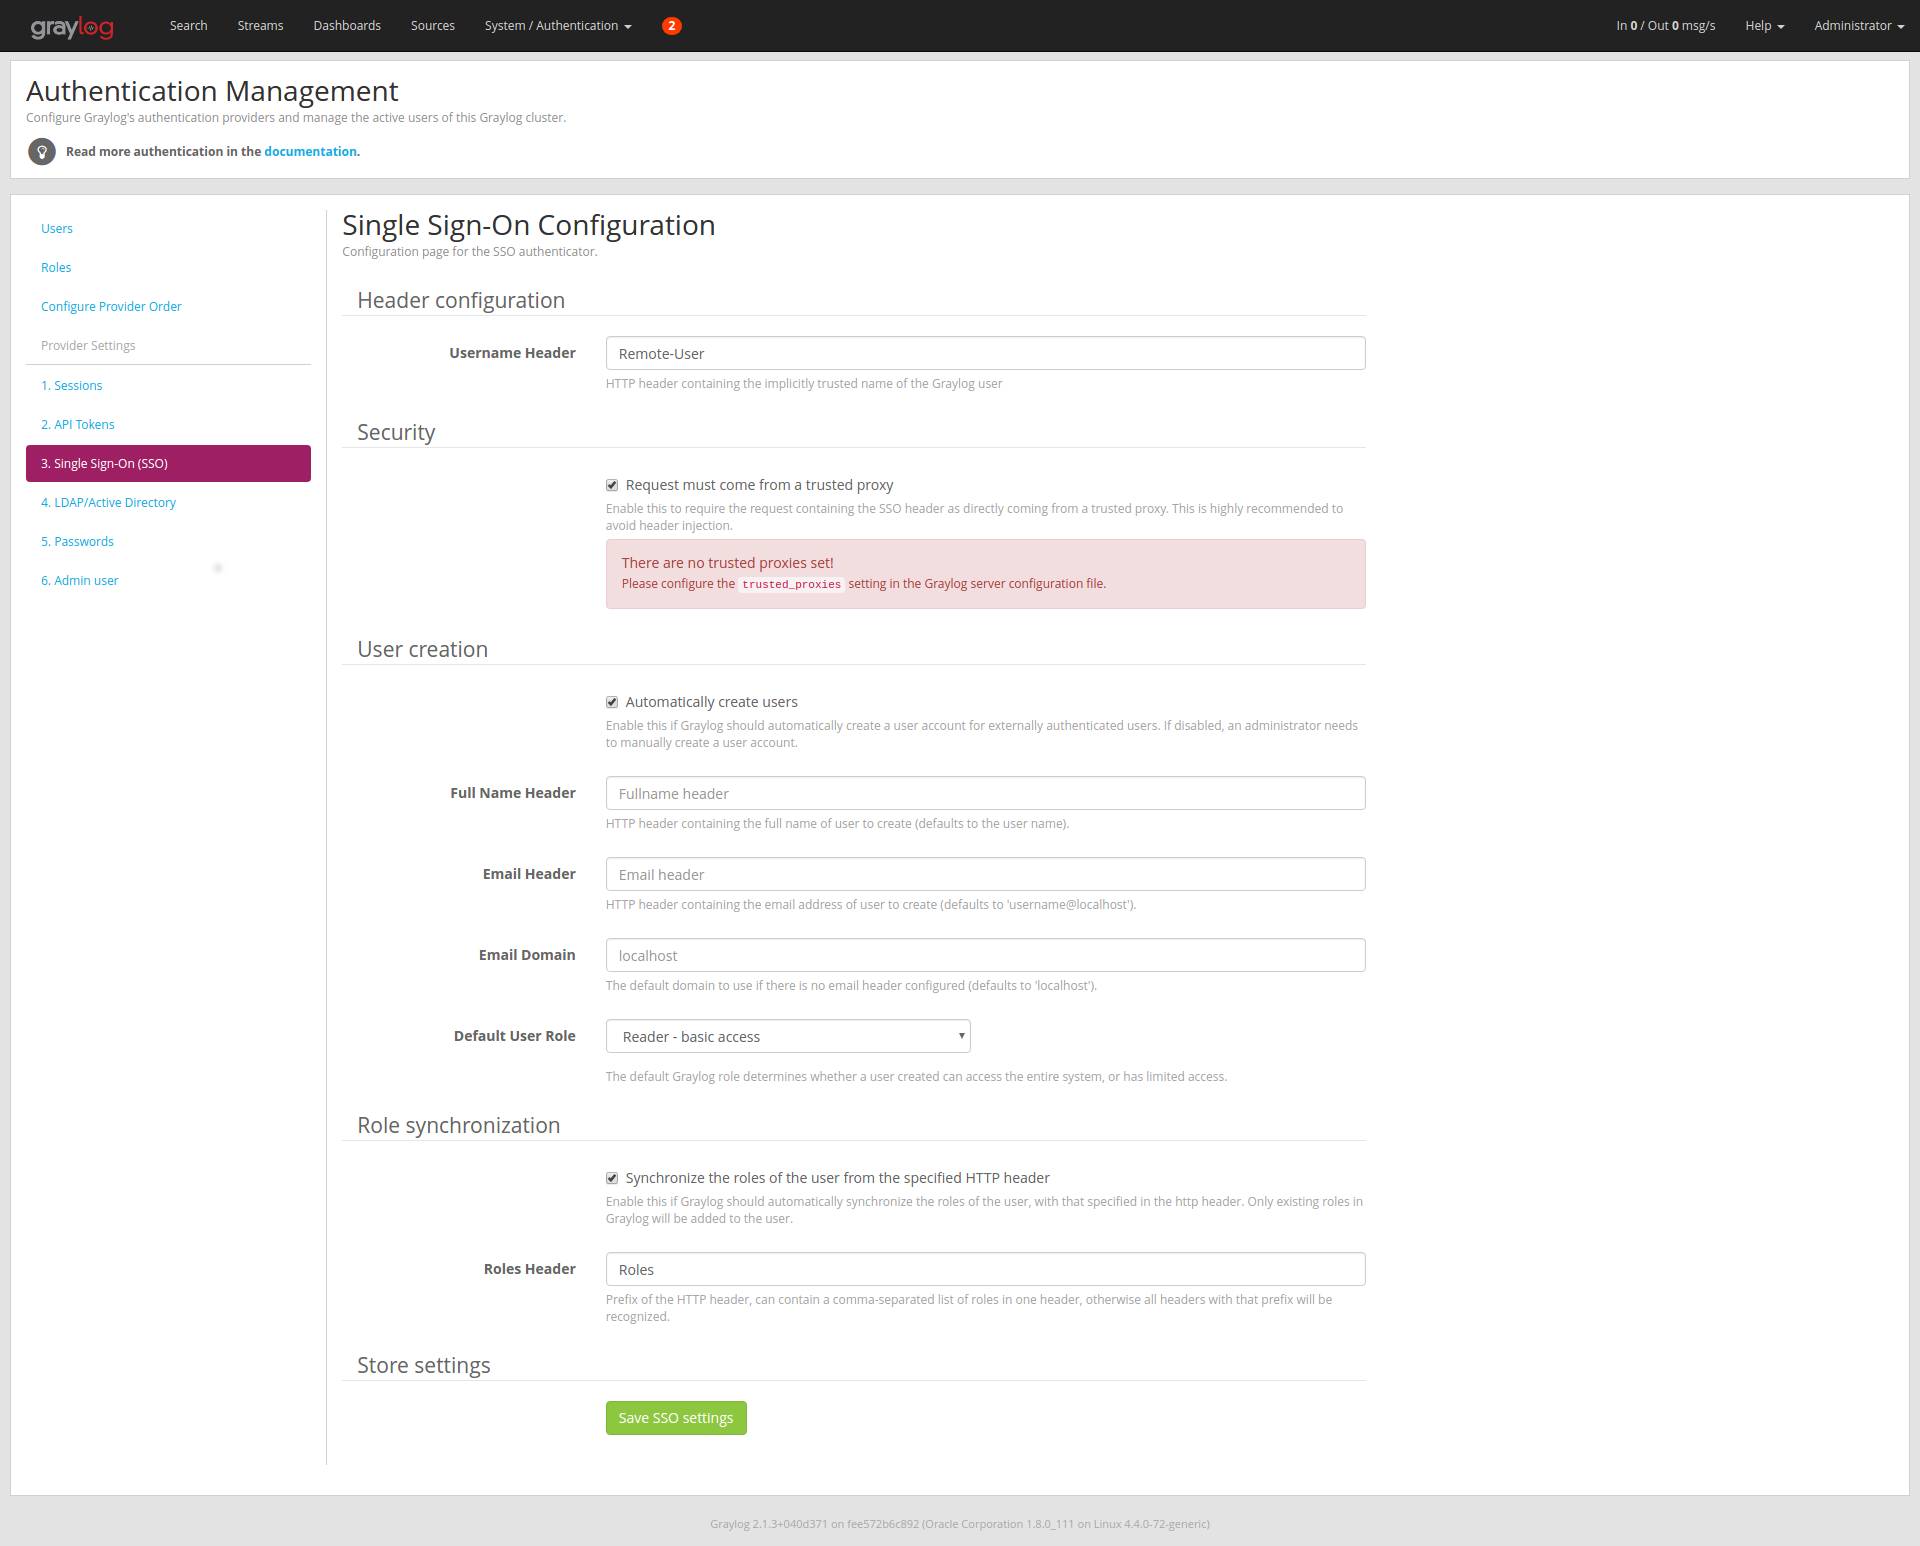 graylog
Search
Streams
Dashboards
Sources
System / Authentication
2
In 0 / Out 0 msg/s
Help
Administrator
Authentication Management
Configure Graylog's authentication providers and manage the active users of this Graylog cluster.
Read more authentication in the documentation.
Users
Roles
Configure Provider Order
Provider Settings
1. Sessions
2. API Tokens
3. Single Sign-On (SSO)
4. LDAP/Active Directory
5. Passwords
6. Admin user
Single Sign-On Configuration
Configuration page for the SSO authenticator.
Header configuration
Username Header
Remote-User
HTTP header containing the implicitly trusted name of the Graylog user
Security
Request must come from a trusted proxy
Enable this to require the request containing the SSO header as directly coming from a trusted proxy. This is highly recommended to
avoid header injection.
There are no trusted proxies set!
Please configure the trusted_proxies setting in the Graylog server configuration file.
User creation
Automatically create users
Enable this if Graylog should automatically create a user account for externally authenticated users. If disabled, an administrator needs
to manually create a user account.
Full Name Header
Fullname header
HTTP header containing the full name of user to create (defaults to the user name).
Email Header
Email header
HTTP header containing the email address of user to create (defaults to 'username@localhost').
Email Domain
localhost
The default domain to use if there is no email header configured (defaults to 'localhost').
Default User Role
Reader - basic access
The default Graylog role determines whether a user created can access the entire system, or has limited access.
Role synchronization
Synchronize the roles of the user from the specified HTTP header
Enable this if Graylog should automatically synchronize the roles of the user, with that specified in the http header. Only existing roles in
Graylog will be added to the user.
Roles Header
Roles
Prefix of the HTTP header, can contain a comma-separated list of roles in one header, otherwise all headers with that prefix will be
recognized.
Store settings
Save SSO settings
Graylog 2.1.3+040d371 on fee572b6c892 (Oracle Corporation 1.8.0_111 on Linux 4.4.0-72-generic)